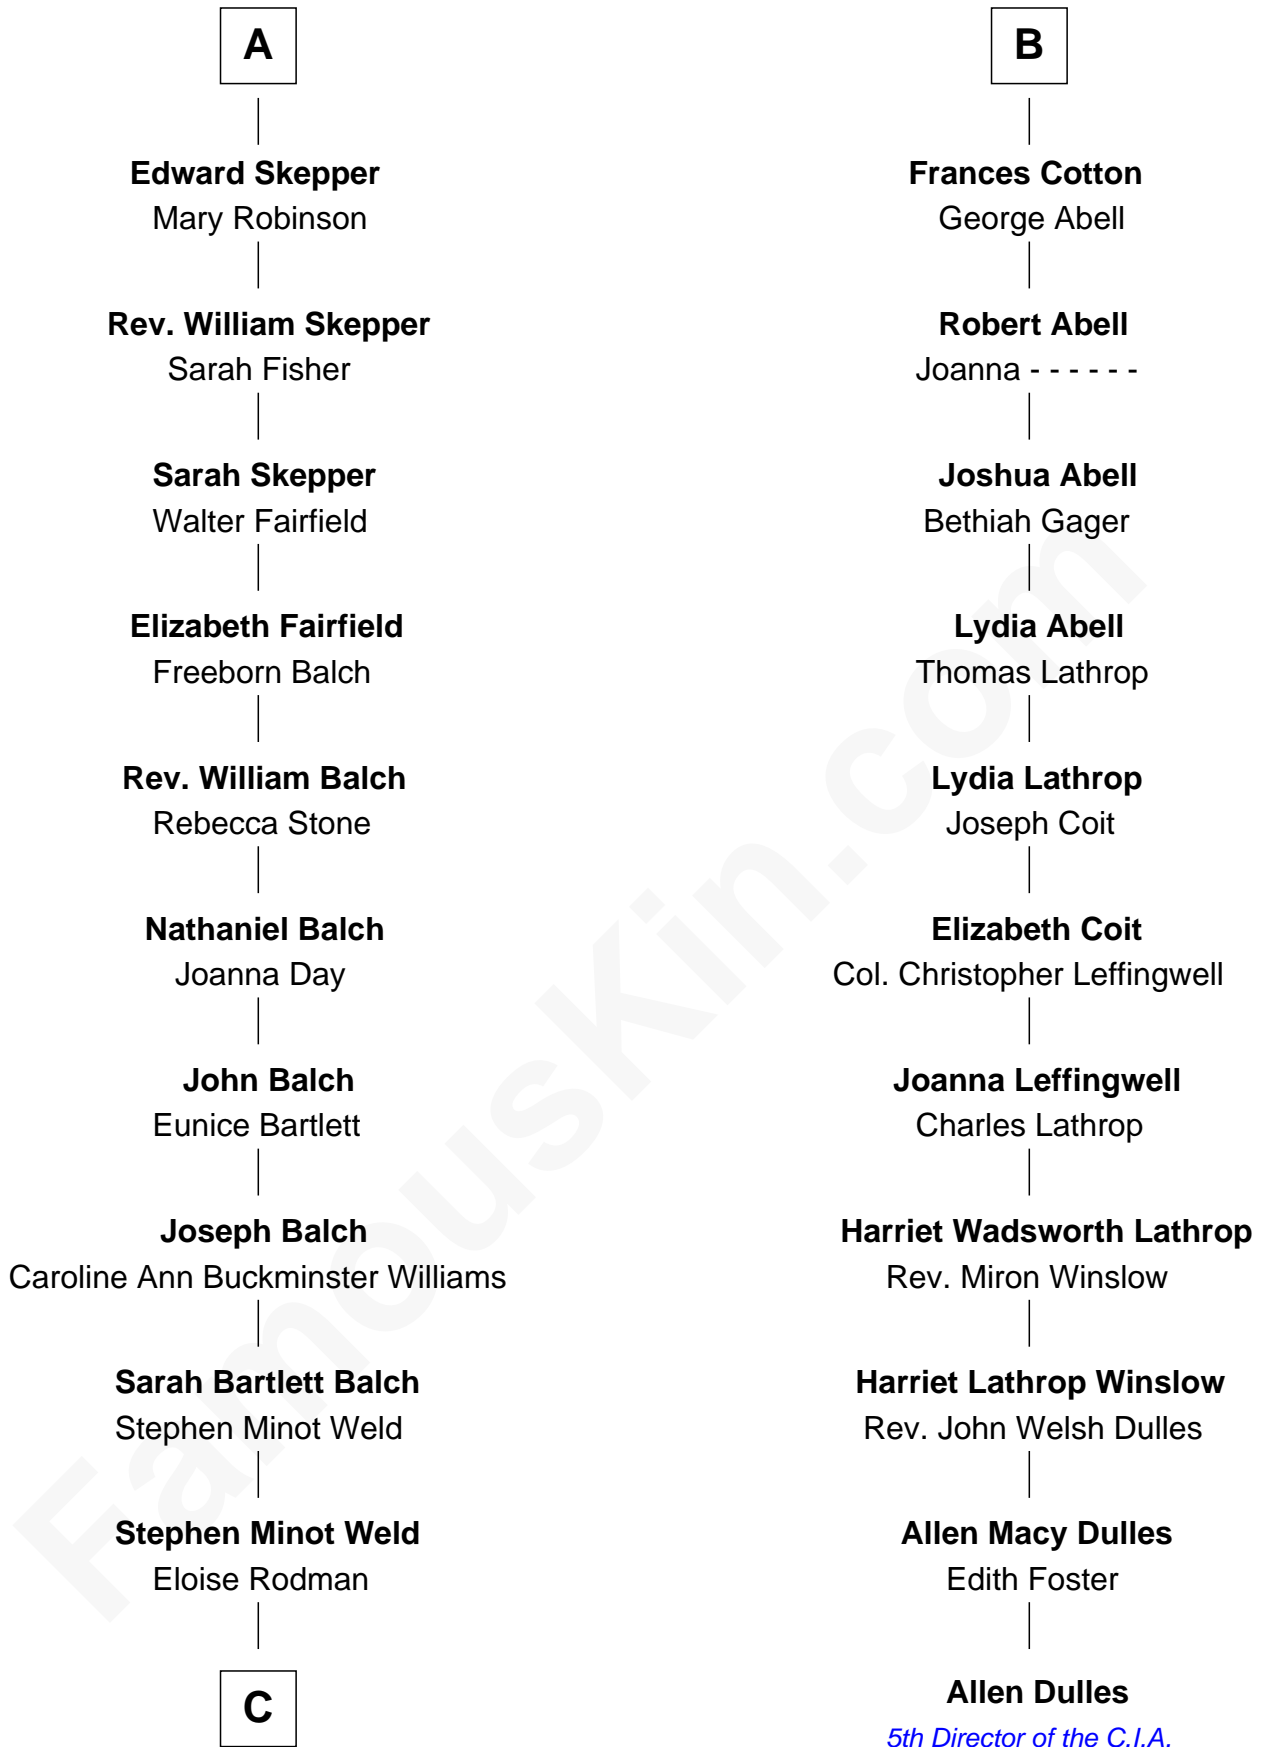 A
Edward Skepper
Mary Robinson
Rev. William Skepper
Sarah Fisher
Sarah Skepper
Walter Fairfield
Elizabeth Fairfield
Freeborn Balch
Rev. William Balch
Rebecca Stone
Nathaniel Balch
Joanna Day
John Balch
Eunice Bartlett
Joseph Balch
Caroline Ann Buckminster Williams
Sarah Bartlett Balch
Stephen Minot Weld
Stephen Minot Weld
Eloise Rodman
C
B
Frances Cotton
George Abell
Robert Abell
Joanna - - - - - -
Joshua Abell
Bethiah Gager
Lydia Abell
Thomas Lathrop
Lydia Lathrop
Joseph Coit
Elizabeth Coit
Col. Christopher Leffingwell
Joanna Leffingwell
Charles Lathrop
Harriet Wadsworth Lathrop
Rev. Miron Winslow
Harriet Lathrop Winslow
Rev. John Welsh Dulles
Allen Macy Dulles
Edith Foster
Allen Dulles
5th Director of the C.I.A.
FamousKin.com